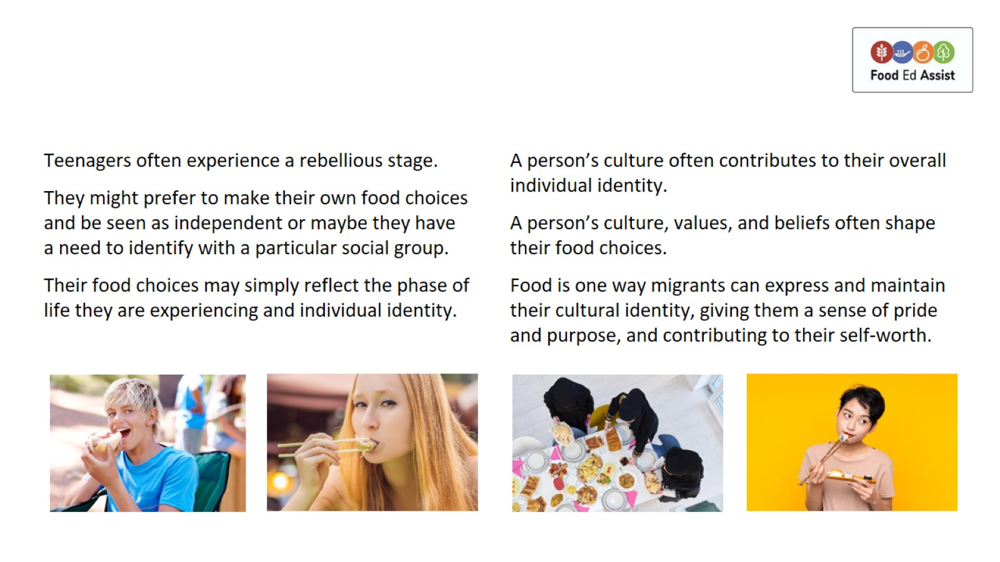 Food Ed Assist
Teenagers often experience a rebellious stage.
They might prefer to make their own food choices
and be seen as independent or maybe they have
a need to identify with a particular social group.
Their food choices may simply reflect the phase of
life they are experiencing and individual identity.
A person’s culture often contributes to their overall
individual identity.
A person’s culture, values, and beliefs often shape
their food choices.
Food is one way migrants can express and maintain
their cultural identity, giving them a sense of pride
and purpose, and contributing to their self-worth.